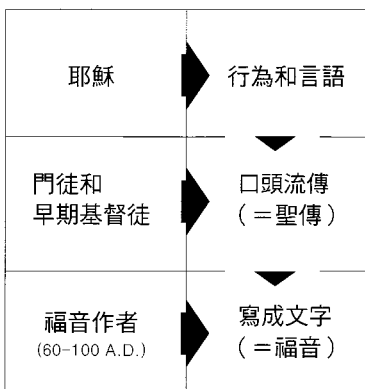 耶穌
行為和言語
門徒和
早期基督徒
口頭流傳
(=聖傳)
福音作者
(60-100 A.D.)
寫成文字
(=福音)